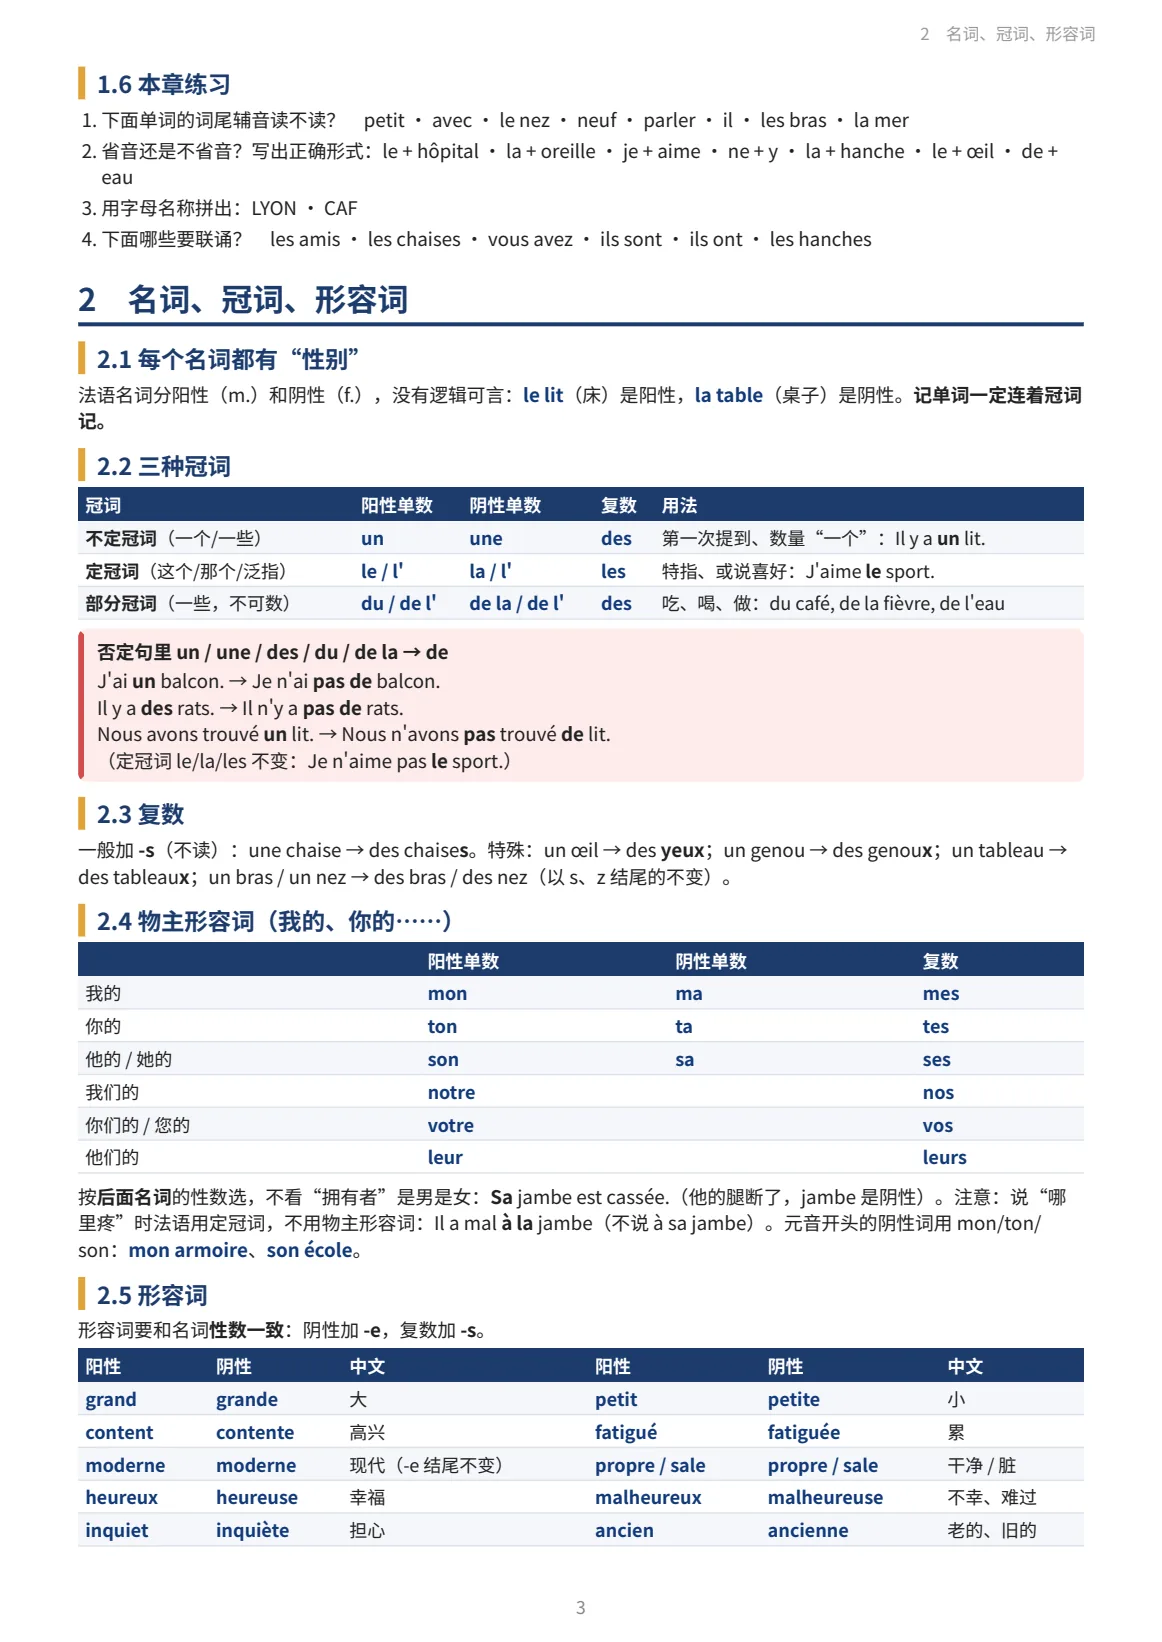 2 名词、冠词、形容词
1.6 本章练习
1. 下面单词的词尾辅音读不读? petit • avec • le nez • neuf • parler • il • les bras • la mer
2. 省音还是不省音？写出正确形式：le + hôpital • la + oreille • je + aime • ne + y • la + hanche • le + œil • de +
eau
3. 用字母名称拼出：LYON • CAF
4. 下面哪些要联诵? les amis • les chaises • vous avez • ils sont • ils ont • les hanches
2 名词、冠词、形容词
2.1 每个名词都有“性别”
法语名词分阳性（m.）和阴性（f.），没有逻辑可言：le lit（床）是阳性，la table（桌子）是阴性。记单词一定连着冠词
记。
2.2 三种冠词
冠词 阳性单数 阴性单数 复数 用法
不定冠词（一个/一些） un une des 第一次提到、数量“一个”：Il y a un lit.
定冠词（这个/那个/泛指） le / l' la / l' les 特指、或说喜好：J'aime le sport.
部分冠词（一些，不可数） du / de l' de la / de l' des 吃、喝、做：du café, de la fièvre, de l'eau
否定句里 un / une / des / du / de la → de
J'ai un balcon. → Je n'ai pas de balcon.
Il y a des rats. → Il n'y a pas de rats.
Nous avons trouvé un lit. → Nous n'avons pas trouvé de lit.
（定冠词 le/la/les 不变：Je n'aime pas le sport.）
2.3 复数
一般加 -s（不读）：une chaise → des chaises。特殊：un œil → des yeux；un genou → des genoux；un tableau →
des tableaux；un bras / un nez → des bras / des nez（以 s、z 结尾的不变）。
2.4 物主形容词（我的、你的……）
阳性单数 阴性单数 复数
我的 mon ma mes
你的 ton ta tes
他的 / 她的 son sa ses
我们的 notre nos
你们的 / 您的 votre vos
他们的 leur leurs
按后面名词的性数选，不看“拥有者”是男是女：Sa jambe est cassée.（他的腿断了，jambe 是阴性）。注意：说“哪
里疼”时法语用定冠词，不用物主形容词：Il a mal à la jambe（不说 à sa jambe）。元音开头的阴性词用 mon/ton/
son：mon armoire、son école。
2.5 形容词
形容词要和名词性数一致：阴性加 -e，复数加 -s。
阳性 阴性 中文 阳性 阴性 中文
grand grande 大 petit petite 小
content contente 高兴 fatigué fatiguée 累
moderne moderne 现代（-e 结尾不变） propre / sale propre / sale 干净 / 脏
heureux heureuse 幸福 malheureux malheureuse 不幸、难过
inquiet inquiète 担心 ancien ancienne 老的、旧的
3